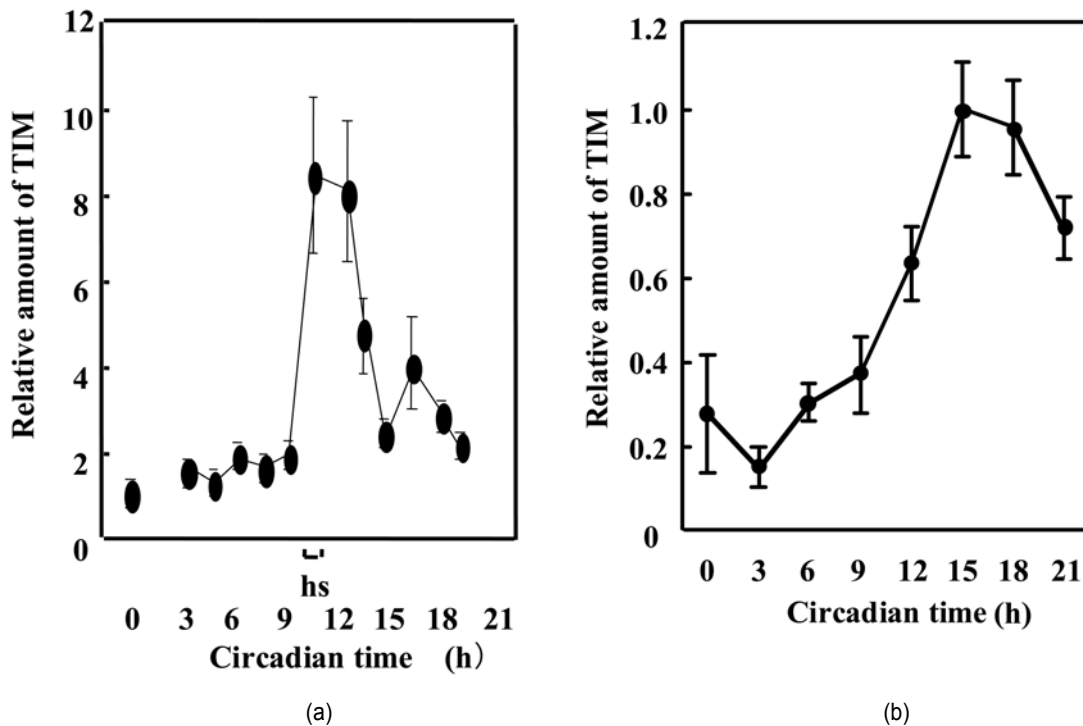 12
10
8
6
4
2
0
Relative amount of TIM
hs
0 3 6 9 12 15 18 21
Circadian time (h)
(a)
1.2
1.0
0.8
0.6
0.4
0.2
0
Relative amount of TIM
0 3 6 9 12 15 18 21
Circadian time (h)
(b)